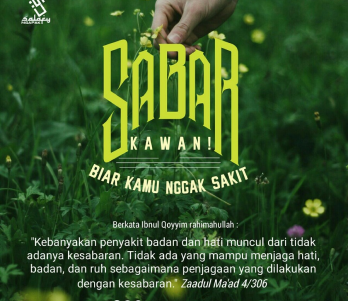 SABAR
KAWAN!
BIAR KAMU NGGAK SAKIT
Berkata Ibnul Qoyyim rahimahullah :
"Kebanyakan penyakit badan dan hati muncul dari tidak
adanya kesabaran. Tidak ada yang mampu menjaga hati,
badan, dan ruh sebagaimana penjagaan yang dilakukan
dengan kesabaran." Zaadul Ma'ad 4/306